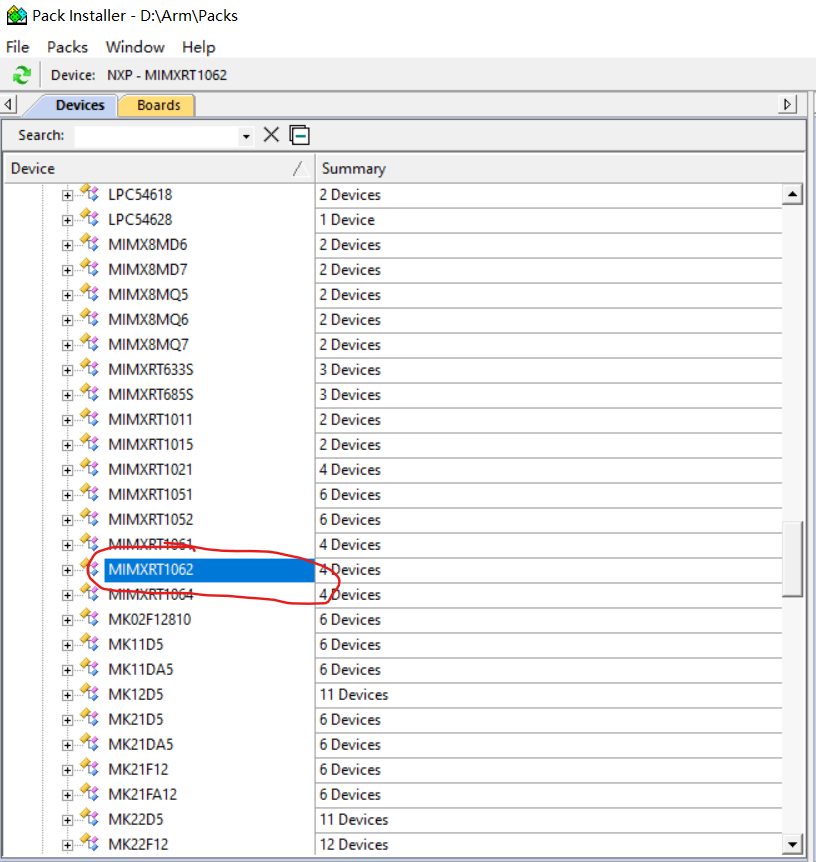 Pack Installer - D:\Arm\Packs
File Packs Window Help
Device: NXP - MIMXRT1062
Devices Boards
Search:
Device Summary
LPC54618 2 Devices
LPC54628 1 Device
MIMX8MD6 2 Devices
MIMX8MD7 2 Devices
MIMX8MQ5 2 Devices
MIMX8MQ6 2 Devices
MIMX8MQ7 2 Devices
MIMXRT633S 3 Devices
MIMXRT685S 3 Devices
MIMXRT1011 2 Devices
MIMXRT1015 2 Devices
MIMXRT1021 4 Devices
MIMXRT1051 6 Devices
MIMXRT1052 6 Devices
MIMXRT1061 4 Devices
MIMXRT1062 4 Devices
MIMXRT1064 4 Devices
MK02F12810 6 Devices
MK11D5 6 Devices
MK11DA5 6 Devices
MK12D5 11 Devices
MK21D5 6 Devices
MK21DA5 6 Devices
MK21F12 6 Devices
MK21FA12 6 Devices
MK22D5 11 Devices
MK22F12 12 Devices